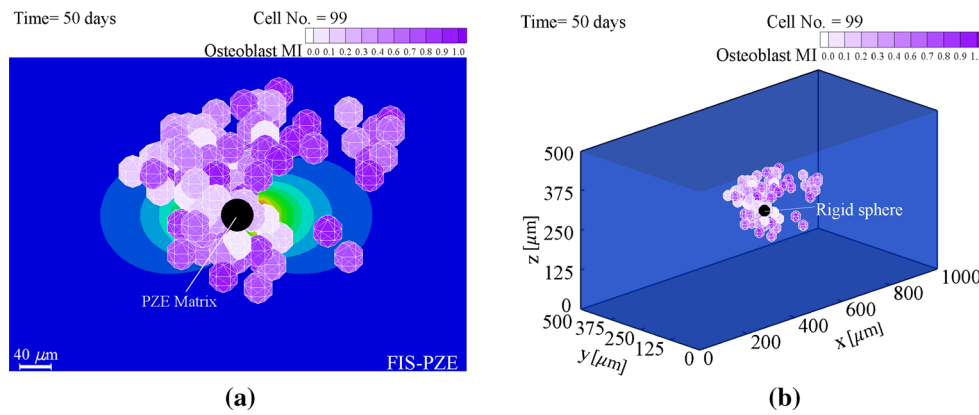 Time= 50 days
Cell No. = 99
Osteoblast MI
0.0 0.1 0.2 0.3 0.4 0.5 0.6 0.7 0.8 0.9 1.0
PZE Matrix
40 μm
FIS-PZE
(a)
Time= 50 days
Cell No. = 99
Osteoblast MI
0.0 0.1 0.2 0.3 0.4 0.5 0.6 0.7 0.8 0.9 1.
500
375
250
125
0
z [μm]
Rigid sphere
500
375
250
125
0
y [μm]
0
200
400
600
800
1000
x [μm]
(b)